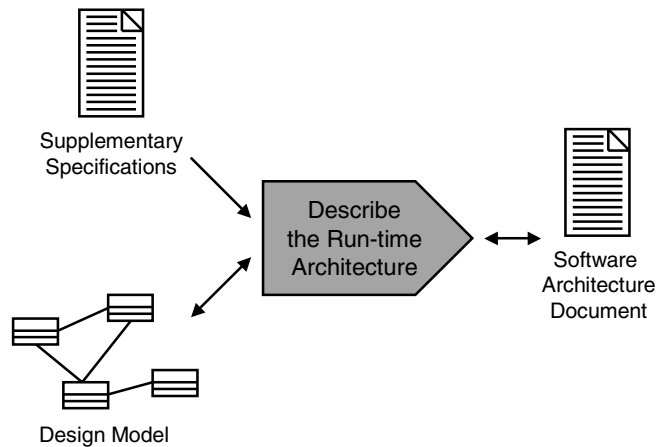 Supplementary
Specifications
Describe
the Run-time
Architecture
Software
Architecture
Document
Design Model